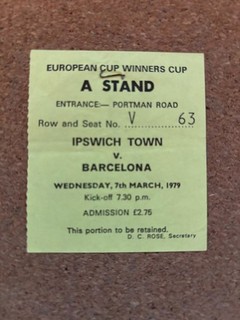 EUROPEAN CUP WINNERS CUP
A STAND
ENTRANCE:— PORTMAN ROAD
Row and Seat No. V 63
IPSWICH TOWN
v.
BARCELONA
WEDNESDAY, 7th MARCH, 1979
Kick-off 7.30 p.m.
ADMISSION £2.75
This portion to be retained.
D. C. ROSE, Secretary